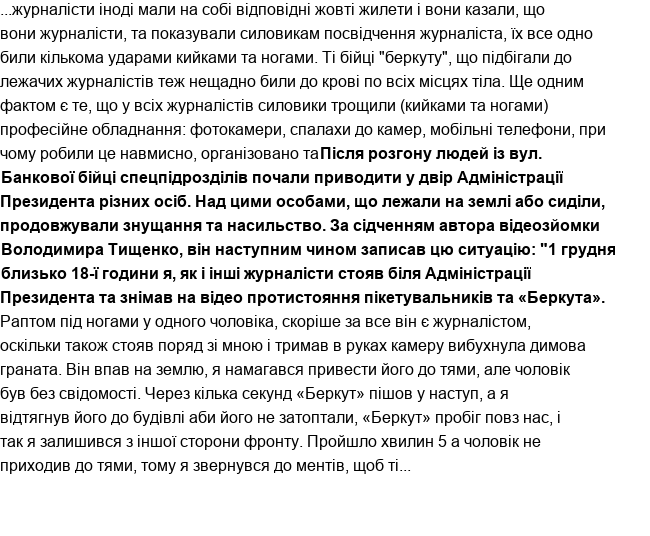 ...журналісти іноді мали на собі відповідні жовті жилети і вони казали, що
вони журналісти, та показували силовикам посвідчення журналіста, їх все одно
били кількома ударами кийками та ногами. Ті бійці "беркуту", що підбігали до
лежачих журналістів теж нещадно били до крові по всіх місцях тіла. Ще одним
фактом є те, що у всіх журналістів силовики трощили (кийками та ногами)
професійне обладнання: фотокамери, спалахи до камер, мобільні телефони, при
чому робили це навмисно, організовано таПісля розгону людей із вул.
Банкової бійці спецпідрозділів почали приводити у двір Адміністрації
Президента різних осіб. Над цими особами, що лежали на землі або сиділи,
продовжували знущання та насильство. За сідченням автора відеозйомки
Володимира Тищенко, він наступним чином записав цю ситуацію: "1 грудня
близько 18-ї години я, як і інші журналісти стояв біля Адміністрації
Президента та знімав на відео протистояння пікетувальників та «Беркута».
Раптом під ногами у одного чоловіка, скоріше за все він є журналістом,
оскільки також стояв поряд зі мною і тримав в руках камеру вибухнула димова
граната. Він впав на землю, я намагався привести його до тями, але чоловік
був без свідомості. Через кілька секунд «Беркут» пішов у наступ, а я
відтягнув його до будівлі аби його не затоптали, «Беркут» пробіг повз нас, і
так я залишився з іншої сторони фронту. Пройшло хвилин 5 а чоловік не
приходив до тями, тому я звернувся до ментів, щоб ті...